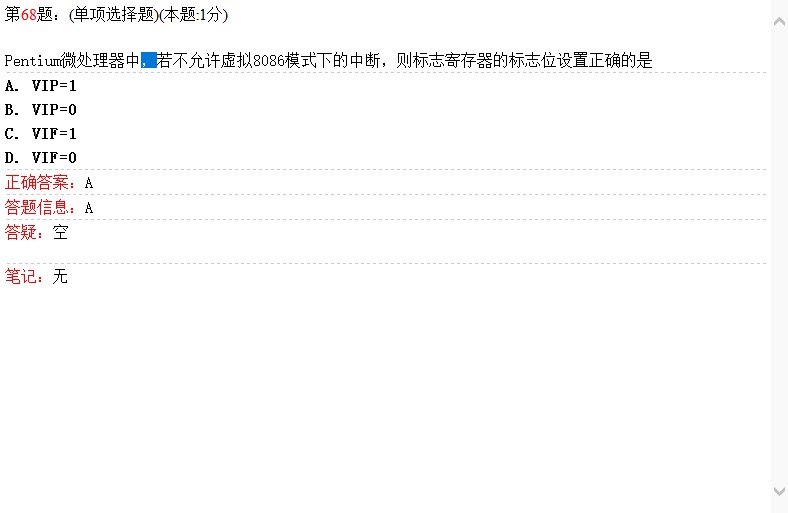 第68题：(单项选择题)(本题:1分)
Pentium微处理器中，若不允许虚拟8086模式下的中断，则标志寄存器的标志位设置正确的是
A. VIP=1
B. VIP=0
C. VIF=1
D. VIF=0
正确答案：A
答题信息：A
答疑：空
笔记：无